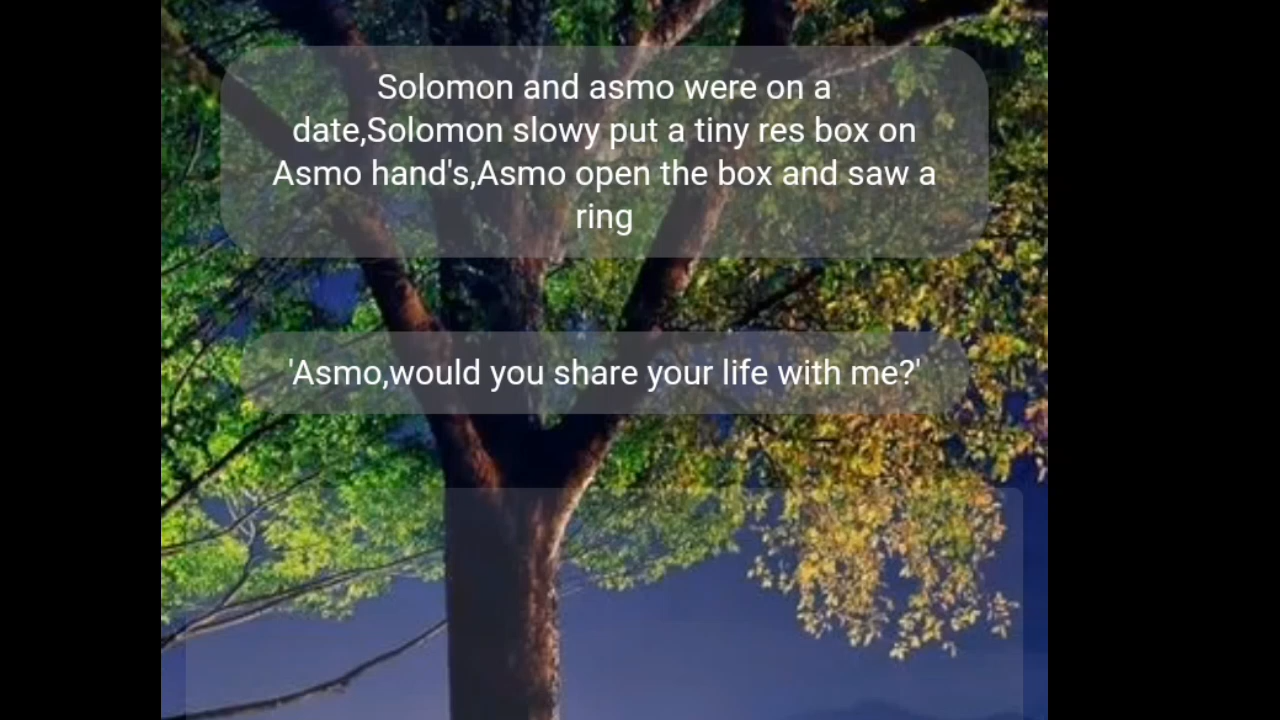 Solomon and asmo were on a
date,Solomon slowy put a tiny res box on
Asmo hand's,Asmo open the box and saw a
ring
'Asmo,would you share your life with me?'